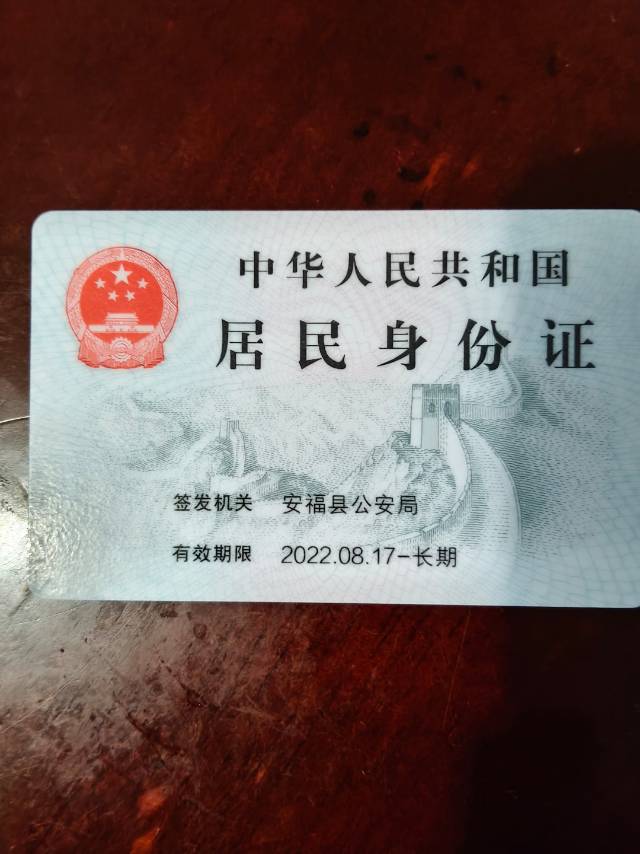 中华人民共和国
居民身份证
签发机关 安福县公安局
有效期限 2022.08.17-长期